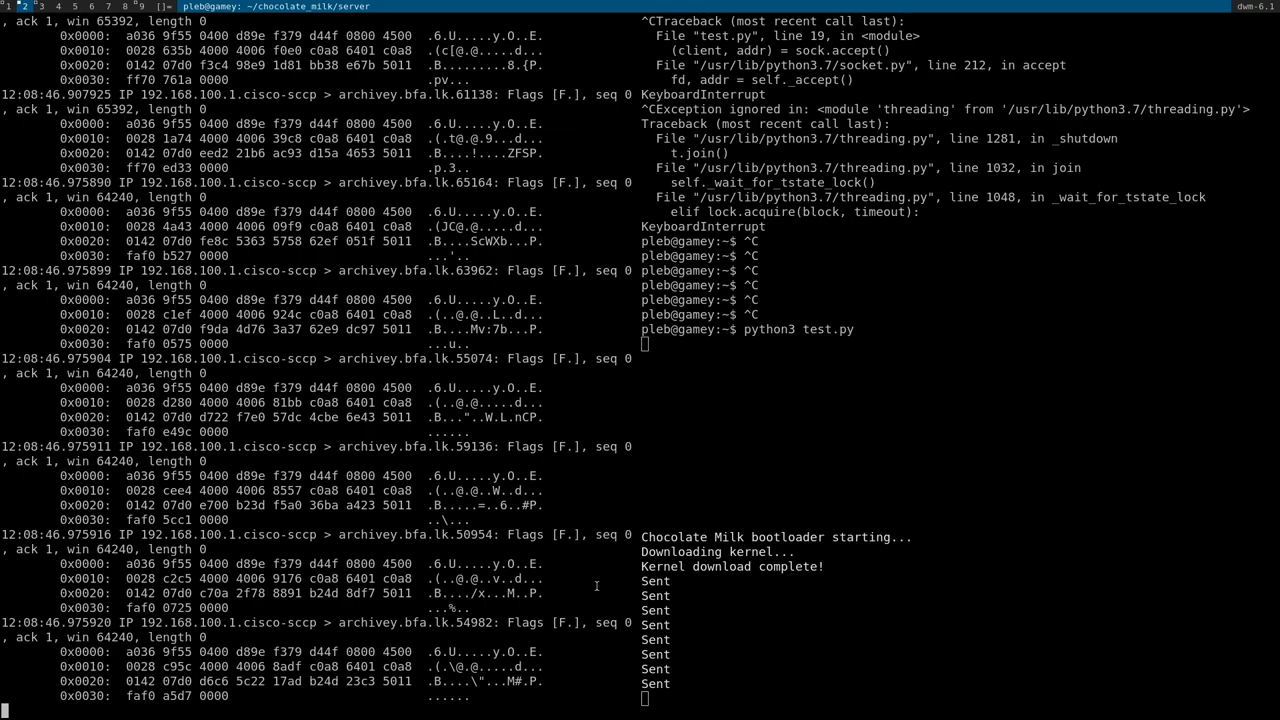 1 2 3 4 5 6 7 8 9 []= pleb@gamey: ~/chocolate_milk/server dwm-6.1
, ack 1, win 65392, length 0
0x0000: a036 9f55 0400 d89e f379 d44f 0800 4500 .6.U.....y.O..E.
0x0010: 0028 635b 4000 4006 f0e0 c0a8 6401 c0a8 .(c[@.@.....d...
0x0020: 0142 07d0 f3c4 98e9 1d81 bb38 e67b 5011 .B.........8.{P.
0x0030: ff70 761a 0000 .pv...
12:08:46.907925 IP 192.168.100.1.cisco-sccp > archivey.bfa.lk.61138: Flags [F.], seq 0
, ack 1, win 65392, length 0
0x0000: a036 9f55 0400 d89e f379 d44f 0800 4500 .6.U.....y.O..E.
0x0010: 0028 1a74 4000 4006 39c8 c0a8 6401 c0a8 .(.t@.@.9...d...
0x0020: 0142 07d0 eed2 21b6 ac93 d15a 4653 5011 .B....!....ZFSP.
0x0030: ff70 ed33 0000 .p.3..
12:08:46.975890 IP 192.168.100.1.cisco-sccp > archivey.bfa.lk.65164: Flags [F.], seq 0
, ack 1, win 64240, length 0
0x0000: a036 9f55 0400 d89e f379 d44f 0800 4500 .6.U.....y.O..E.
0x0010: 0028 4a43 4000 4006 09f9 c0a8 6401 c0a8 .(JC@.@.....d...
0x0020: 0142 07d0 fe8c 5363 5758 62ef 051f 5011 .B....ScWXb...P.
0x0030: faf0 b527 0000 ...'..
12:08:46.975899 IP 192.168.100.1.cisco-sccp > archivey.bfa.lk.63962: Flags [F.], seq 0
, ack 1, win 64240, length 0
0x0000: a036 9f55 0400 d89e f379 d44f 0800 4500 .6.U.....y.O..E.
0x0010: 0028 c1ef 4000 4006 924c c0a8 6401 c0a8 .(..@.@..L..d...
0x0020: 0142 07d0 f9da 4d76 3a37 62e9 dc97 5011 .B....Mv:7b...P.
0x0030: faf0 0575 0000 ...u..
12:08:46.975904 IP 192.168.100.1.cisco-sccp > archivey.bfa.lk.55074: Flags [F.], seq 0
, ack 1, win 64240, length 0
0x0000: a036 9f55 0400 d89e f379 d44f 0800 4500 .6.U.....y.O..E.
0x0010: 0028 d280 4000 4006 81bb c0a8 6401 c0a8 .(..@.@.....d...
0x0020: 0142 07d0 d722 f7e0 57dc 4cbe 6e43 5011 .B..."..W.L.nCP.
0x0030: faf0 e49c 0000 ......
12:08:46.975911 IP 192.168.100.1.cisco-sccp > archivey.bfa.lk.59136: Flags [F.], seq 0
, ack 1, win 64240, length 0
0x0000: a036 9f55 0400 d89e f379 d44f 0800 4500 .6.U.....y.O..E.
0x0010: 0028 cee4 4000 4006 8557 c0a8 6401 c0a8 .(..@.@..W..d...
0x0020: 0142 07d0 e700 b23d f5a0 36ba a423 5011 .B.....=..6..#P.
0x0030: faf0 5cc1 0000 ..\...
12:08:46.975916 IP 192.168.100.1.cisco-sccp > archivey.bfa.lk.50954: Flags [F.], seq 0
, ack 1, win 64240, length 0
0x0000: a036 9f55 0400 d89e f379 d44f 0800 4500 .6.U.....y.O..E.
0x0010: 0028 c2c5 4000 4006 9176 c0a8 6401 c0a8 .(..@.@..v..d...
0x0020: 0142 07d0 c70a 2f78 8891 b24d 8df7 5011 .B..../x...M..P.
0x0030: faf0 0725 0000 ...%..
12:08:46.975920 IP 192.168.100.1.cisco-sccp > archivey.bfa.lk.54982: Flags [F.], seq 0
, ack 1, win 64240, length 0
0x0000: a036 9f55 0400 d89e f379 d44f 0800 4500 .6.U.....y.O..E.
0x0010: 0028 c95c 4000 4006 8adf c0a8 6401 c0a8 .(.\@.@.....d...
0x0020: 0142 07d0 d6c6 5c22 17ad b24d 23c3 5011 .B....\"...M#.P.
0x0030: faf0 a5d7 0000 ......
^CTraceback (most recent call last):
File "test.py", line 19, in <module>
(client, addr) = sock.accept()
File "/usr/lib/python3.7/socket.py", line 212, in accept
fd, addr = self._accept()
KeyboardInterrupt
^CException ignored in: <module 'threading' from '/usr/lib/python3.7/threading.py'>
Traceback (most recent call last):
File "/usr/lib/python3.7/threading.py", line 1281, in _shutdown
t.join()
File "/usr/lib/python3.7/threading.py", line 1032, in join
self._wait_for_tstate_lock()
File "/usr/lib/python3.7/threading.py", line 1048, in _wait_for_tstate_lock
elif lock.acquire(block, timeout):
KeyboardInterrupt
pleb@gamey:~$ ^C
pleb@gamey:~$ ^C
pleb@gamey:~$ ^C
pleb@gamey:~$ ^C
pleb@gamey:~$ ^C
pleb@gamey:~$ ^C
pleb@gamey:~$ python3 test.py
Chocolate Milk bootloader starting...
Downloading kernel...
Kernel download complete!
Sent
Sent
Sent
Sent
Sent
Sent
Sent
Sent